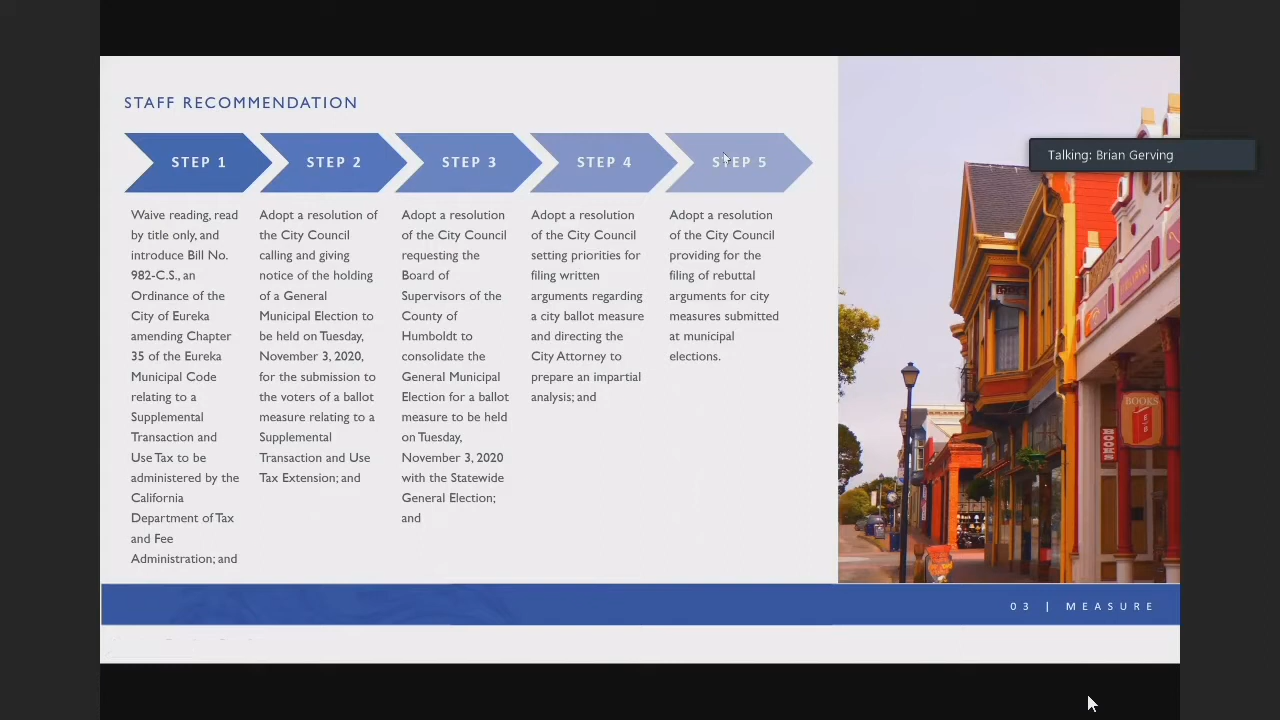 STAFF RECOMMENDATION
STEP 1
STEP 2
STEP 3
STEP 4
STEP 5
Waive reading, read
by title only, and
introduce Bill No.
982-C.S., an
Ordinance of the
City of Eureka
amending Chapter
35 of the Eureka
Municipal Code
relating to a
Supplemental
Transaction and
Use Tax to be
administered by the
California
Department of Tax
and Fee
Administration; and
Adopt a resolution of
the City Council
calling and giving
notice of the holding
of a General
Municipal Election to
be held on Tuesday,
November 3, 2020,
for the submission to
the voters of a ballot
measure relating to a
Supplemental
Transaction and Use
Tax Extension; and
Adopt a resolution
of the City Council
requesting the
Board of
Supervisors of the
County of
Humboldt to
consolidate the
General Municipal
Election for a ballot
measure to be held
on Tuesday,
November 3, 2020
with the Statewide
General Election;
and
Adopt a resolution
of the City Council
setting priorities for
filing written
arguments regarding
a city ballot measure
and directing the
City Attorney to
prepare an impartial
analysis; and
Adopt a resolution
of the City Council
providing for the
filing of rebuttal
arguments for city
measures submitted
at municipal
elections.
Talking: Brian Gerving
BOOKS
BOOKS
03 | MEASURE